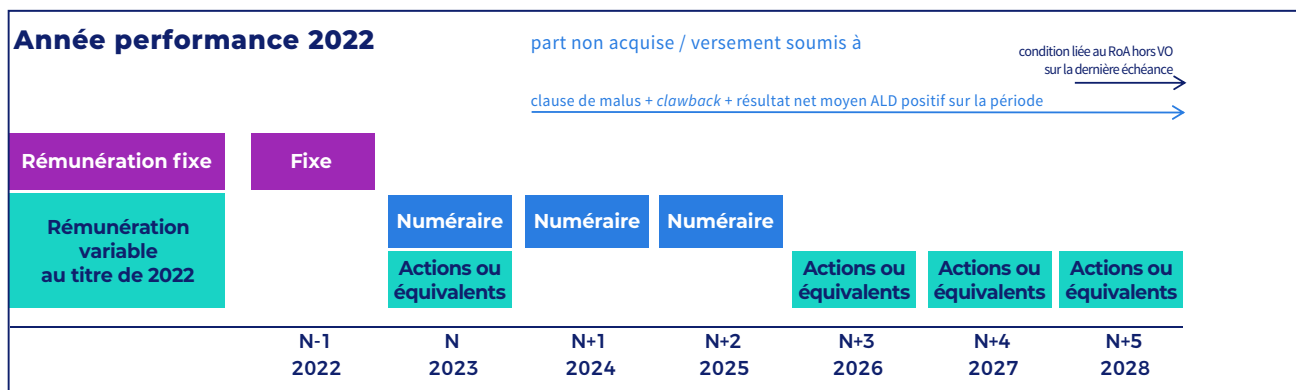 Année performance 2022
part non acquise / versement soumis à
condition liée au RoA hors VO
sur la dernière échéance
clause de malus + clawback + résultat net moyen ALD positif sur la période
Rémunération fixe
Fixe
Rémunération
variable
au titre de 2022
Numéraire
Numéraire
Numéraire
Actions ou
équivalents
Actions ou
équivalents
Actions ou
équivalents
Actions ou
équivalents
N-1
2022
N
2023
N+1
2024
N+2
2025
N+3
2026
N+4
2027
N+5
2028